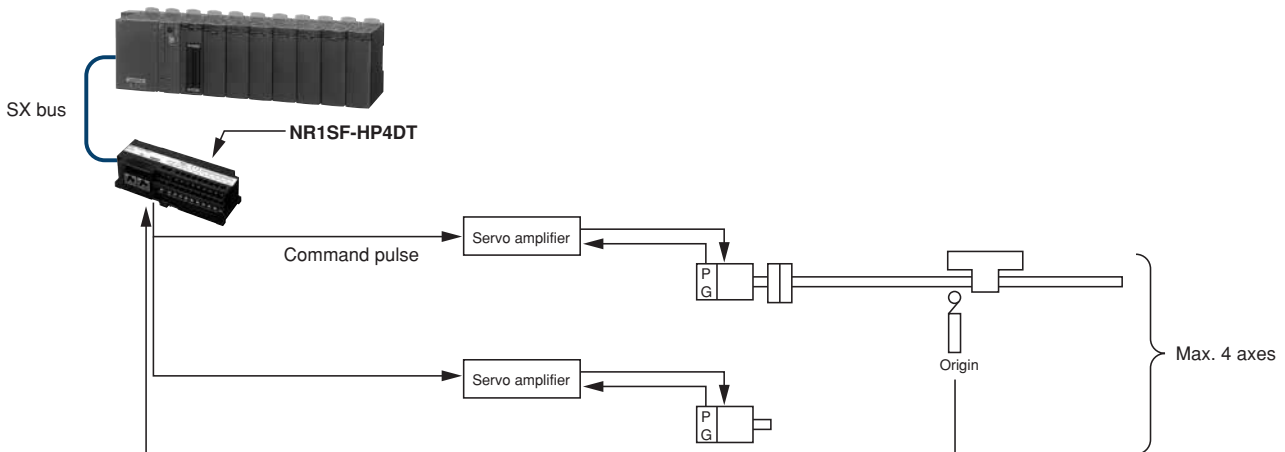 SX bus
NR1SF-HP4DT
Command pulse
Servo amplifier
P
G
Origin
Max. 4 axes
Servo amplifier
P
G